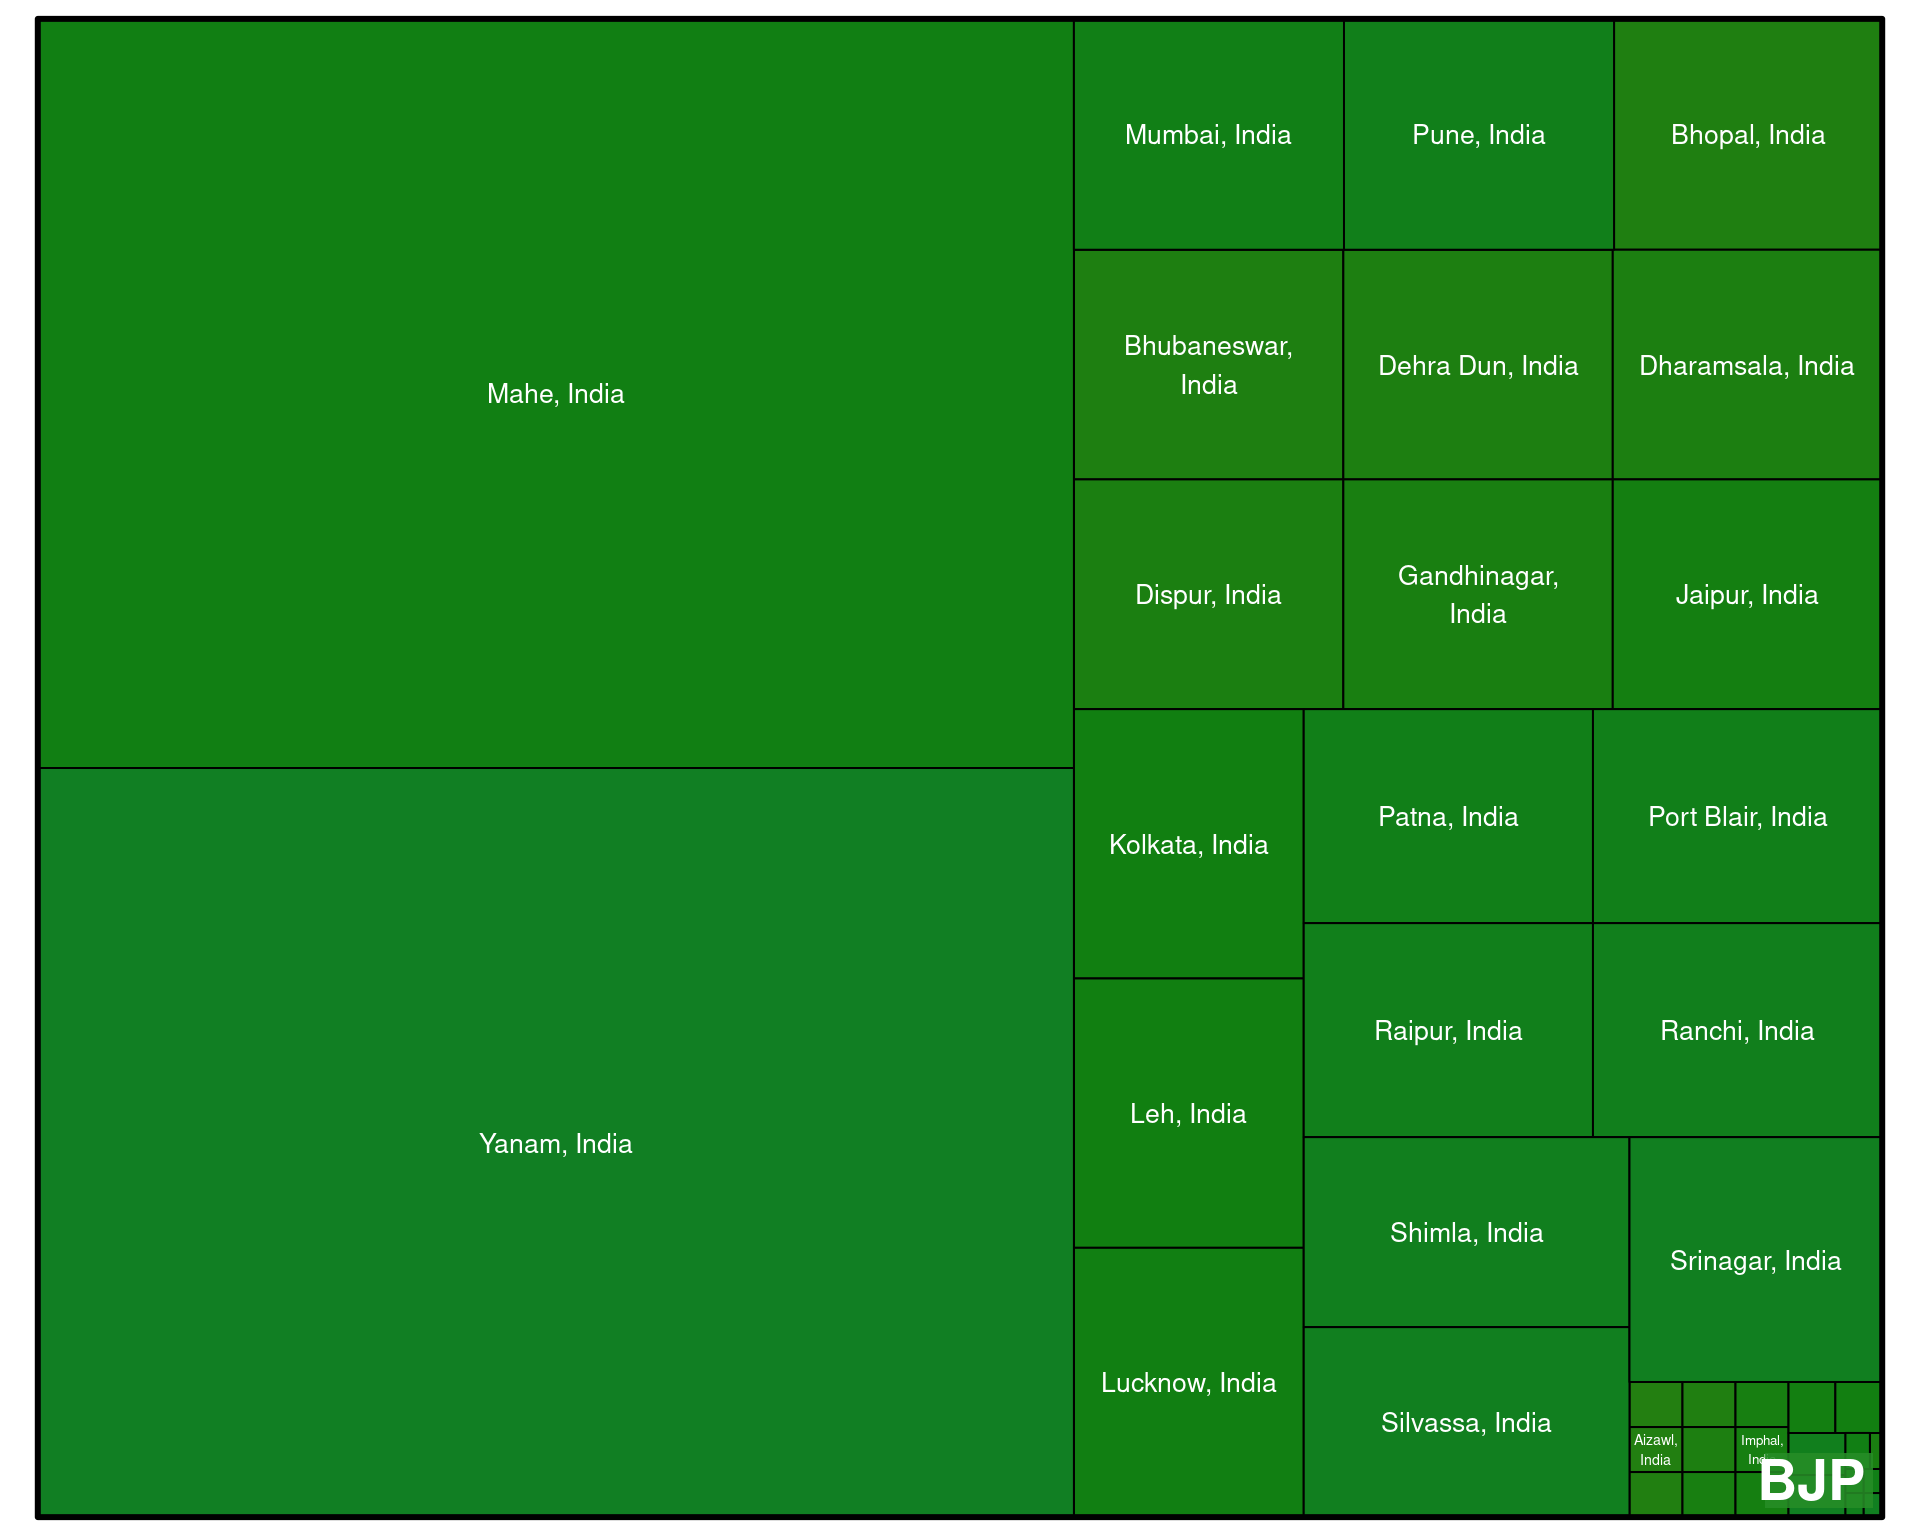 Mahe, India
Yanam, India
Mumbai, India
Pune, India
Bhopal, India
Bhubaneswar,
India
Dehra Dun, India
Dharamsala, India
Dispur, India
Gandhinagar,
India
Jaipur, India
Kolkata, India
Patna, India
Port Blair, India
Leh, India
Raipur, India
Ranchi, India
Lucknow, India
Shimla, India
Srinagar, India
Silvassa, India
Aizawl,
India
Imphal,
BJP